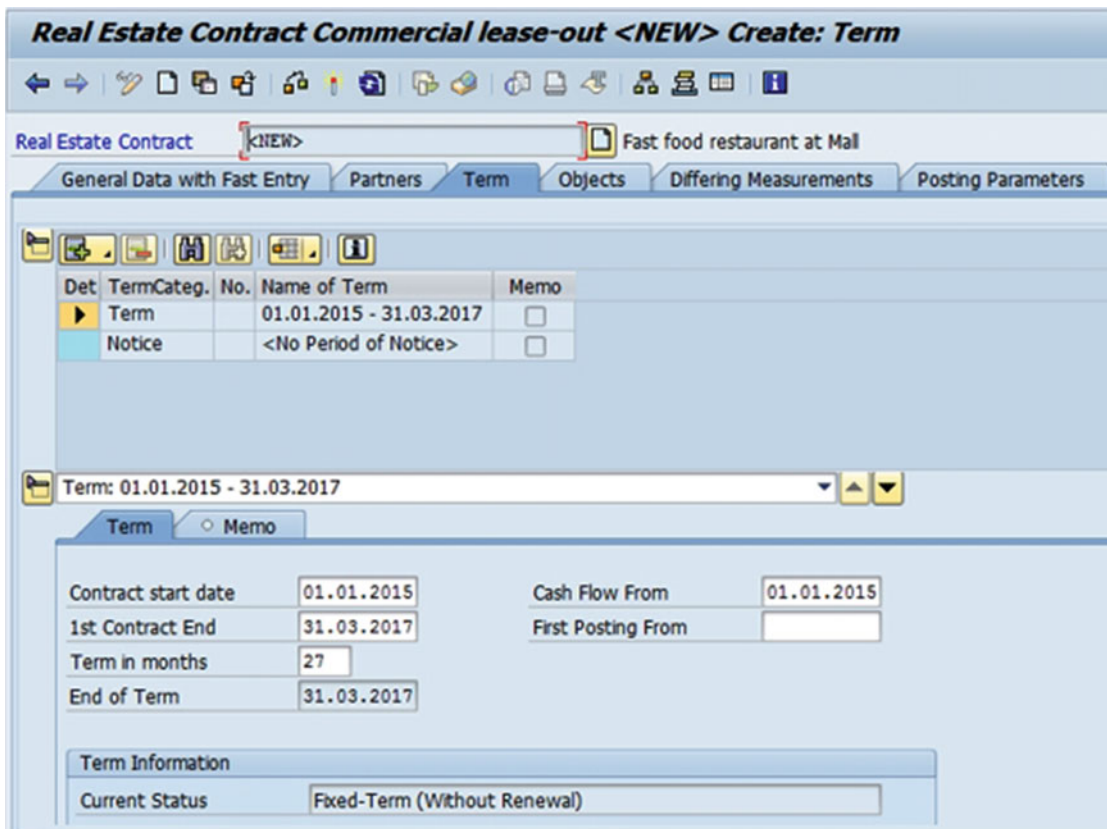 Real Estate Contract Commercial lease-out <NEW> Create: Term
Real Estate Contract <NEW> Fast food restaurant at Mall
General Data with Fast Entry Partners Term Objects Differing Measurements Posting Parameters
Det TermCateg. No. Name of Term Memo
Term 01.01.2015 - 31.03.2017
Notice <No Period of Notice>
Term: 01.01.2015 - 31.03.2017
Term Memo
Contract start date 01.01.2015 Cash Flow From 01.01.2015
1st Contract End 31.03.2017 First Posting From
Term in months 27
End of Term 31.03.2017
Term Information
Current Status Fixed-Term (Without Renewal)